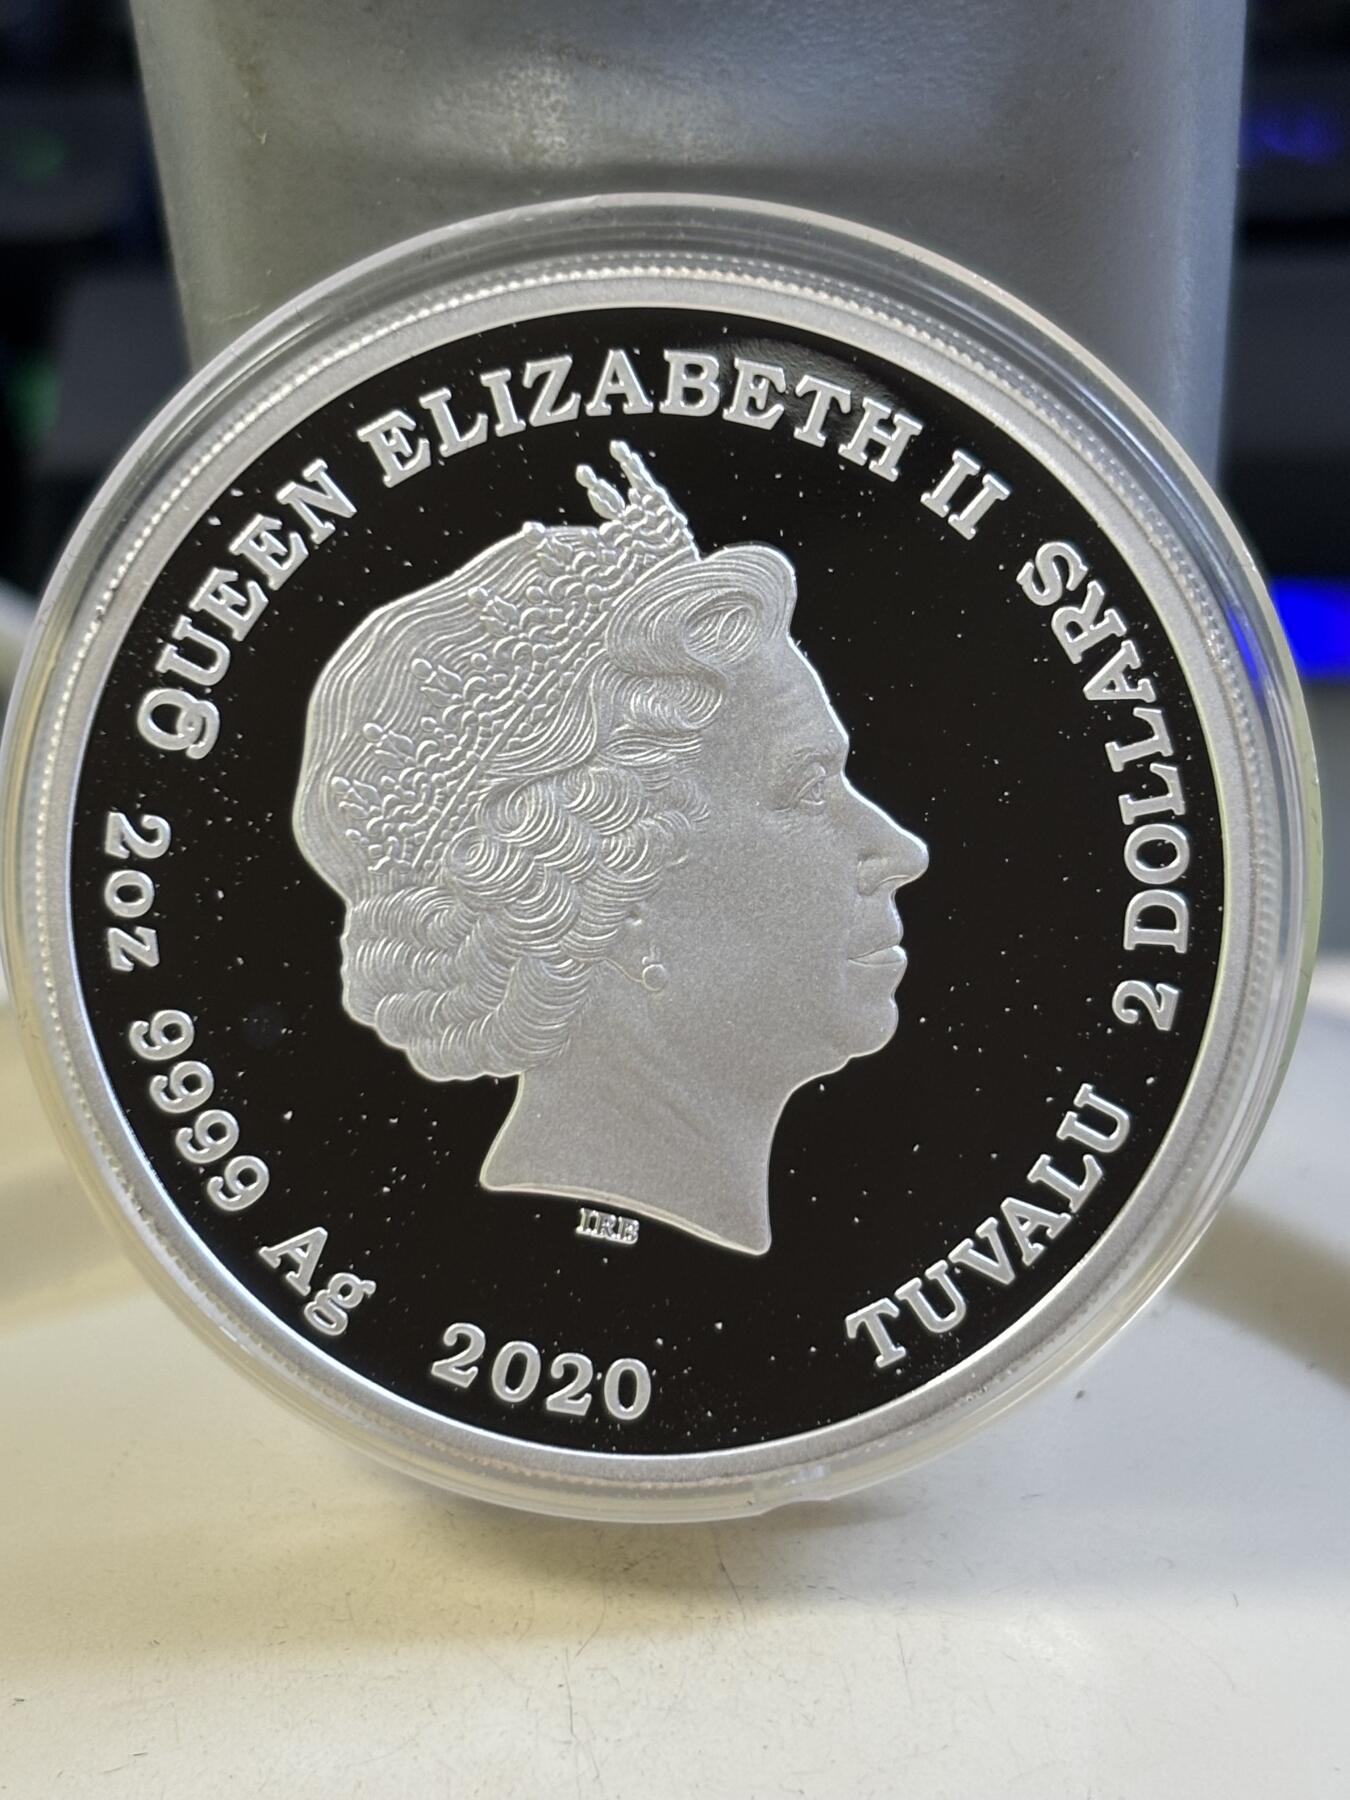 QUEEN ELIZABETH II
2 DOLLARS
TUVALU
2oz 9999 Ag
2020
IRB